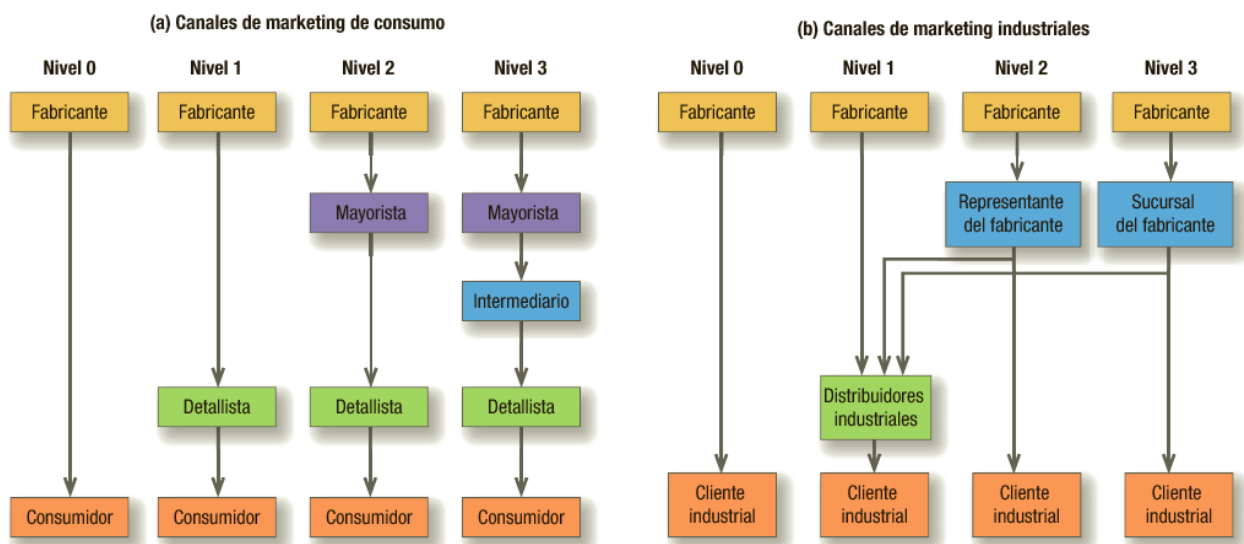 (a) Canales de marketing de consumo
Nivel 0
Nivel 1
Nivel 2
Nivel 3
Fabricante
Fabricante
Fabricante
Fabricante
Mayorista
Mayorista
Intermediario
Detallista
Detallista
Detallista
Consumidor
Consumidor
Consumidor
Consumidor
(b) Canales de marketing industriales
Nivel 0
Nivel 1
Nivel 2
Nivel 3
Fabricante
Fabricante
Fabricante
Fabricante
Representante
del fabricante
Sucursal
del fabricante
Distribuidores
industriales
Cliente
industrial
Cliente
industrial
Cliente
industrial
Cliente
industrial